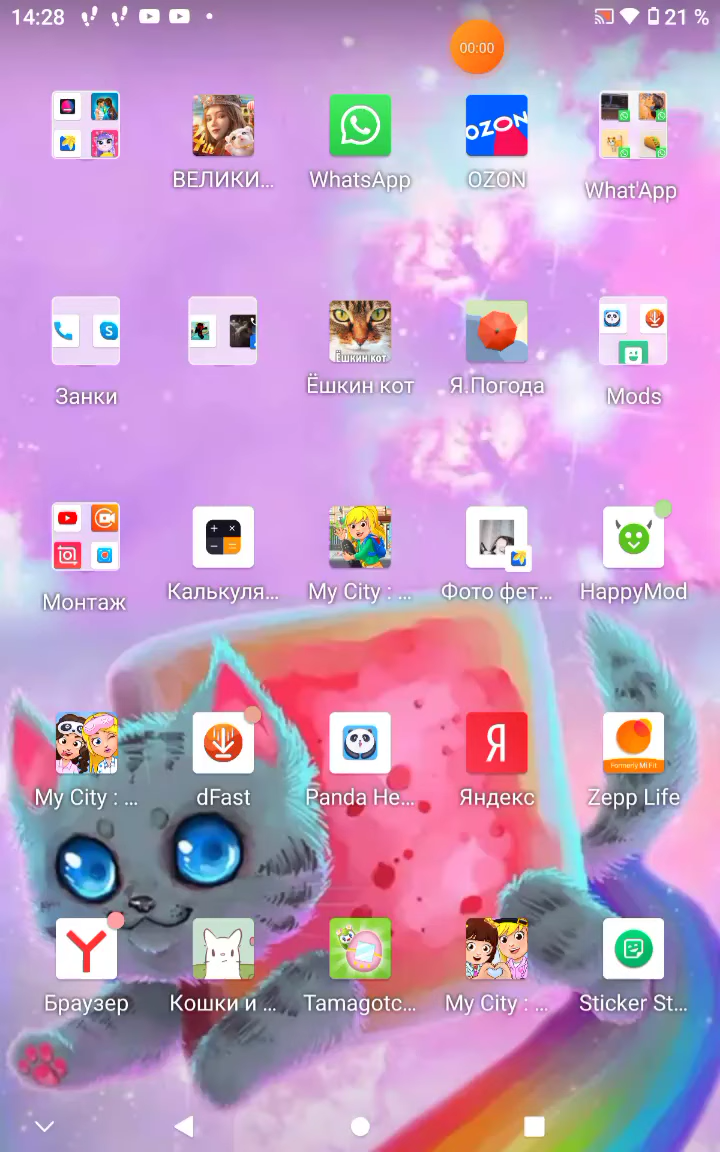 14:28
21 %
00:00
OZON
ВЕЛИКИ...
WhatsApp
OZON
What'App
Ёшкин кот
Занки
Ёшкин кот
Я.Погода
Mods
Монтаж
Калькуля...
My City : ...
Фото фет...
HappyMod
Я
Formerly Mi Fit
My City : ...
dFast
Panda He...
Яндекс
Zepp Life
Y
Браузер
Кошки и ...
Tamagotc...
My City : ...
Sticker St...